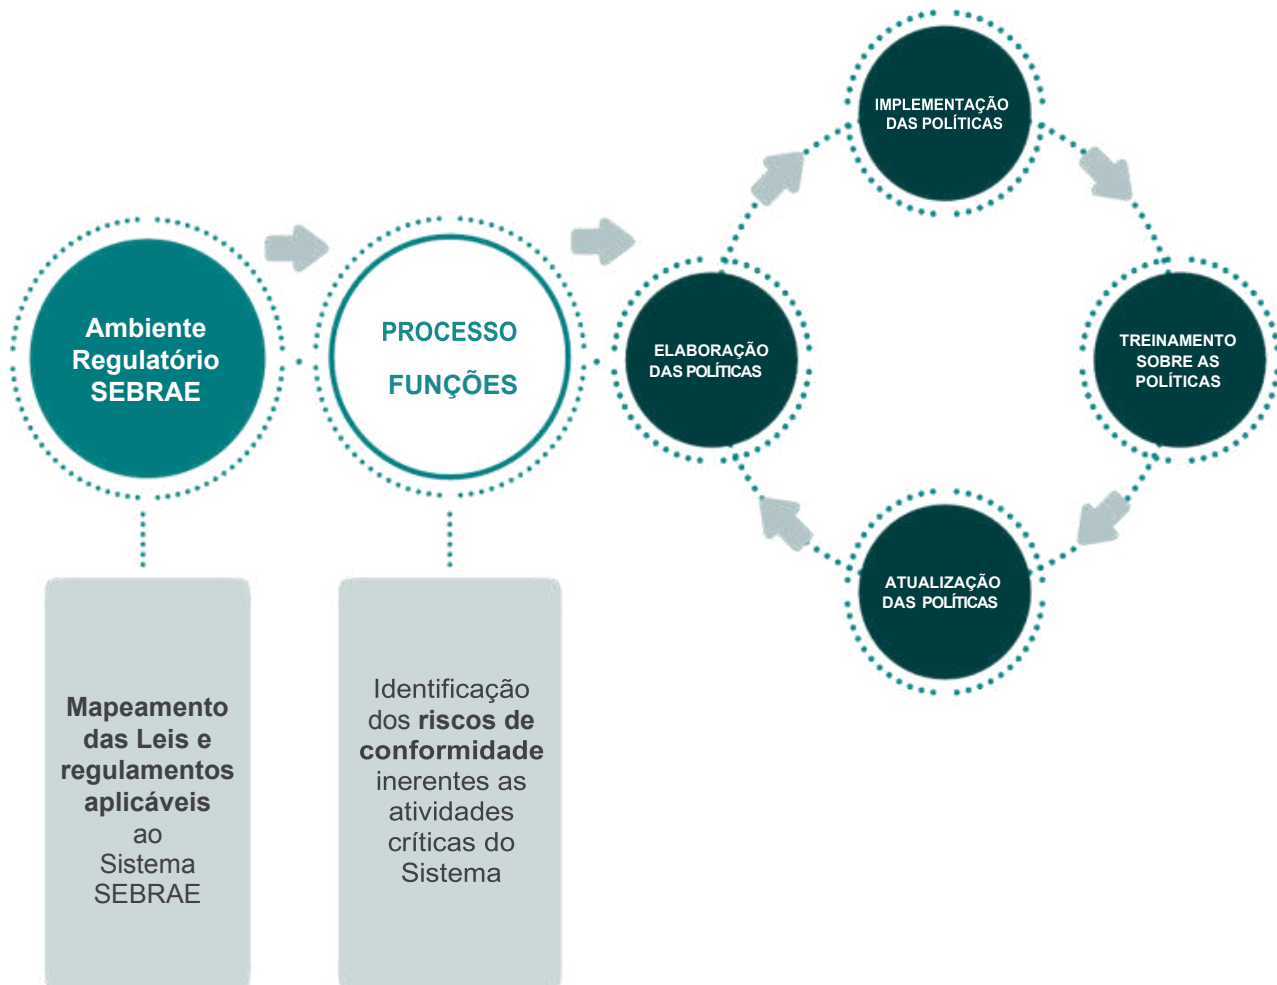 Ambiente
Regulatório
SEBRAE
PROCESSO
FUNÇÕES
ELABORAÇÃO
DAS POLÍTICAS
IMPLEMENTAÇÃO
DAS POLÍTICAS
TREINAMENTO
SOBRE AS
POLÍTICAS
ATUALIZAÇÃO
DAS POLÍTICAS
Mapeamento
das Leis e
regulamentos
aplicáveis
ao
Sistema
SEBRAE
Identificação
dos riscos de
conformidade
inerentes as
atividades
críticas do
Sistema